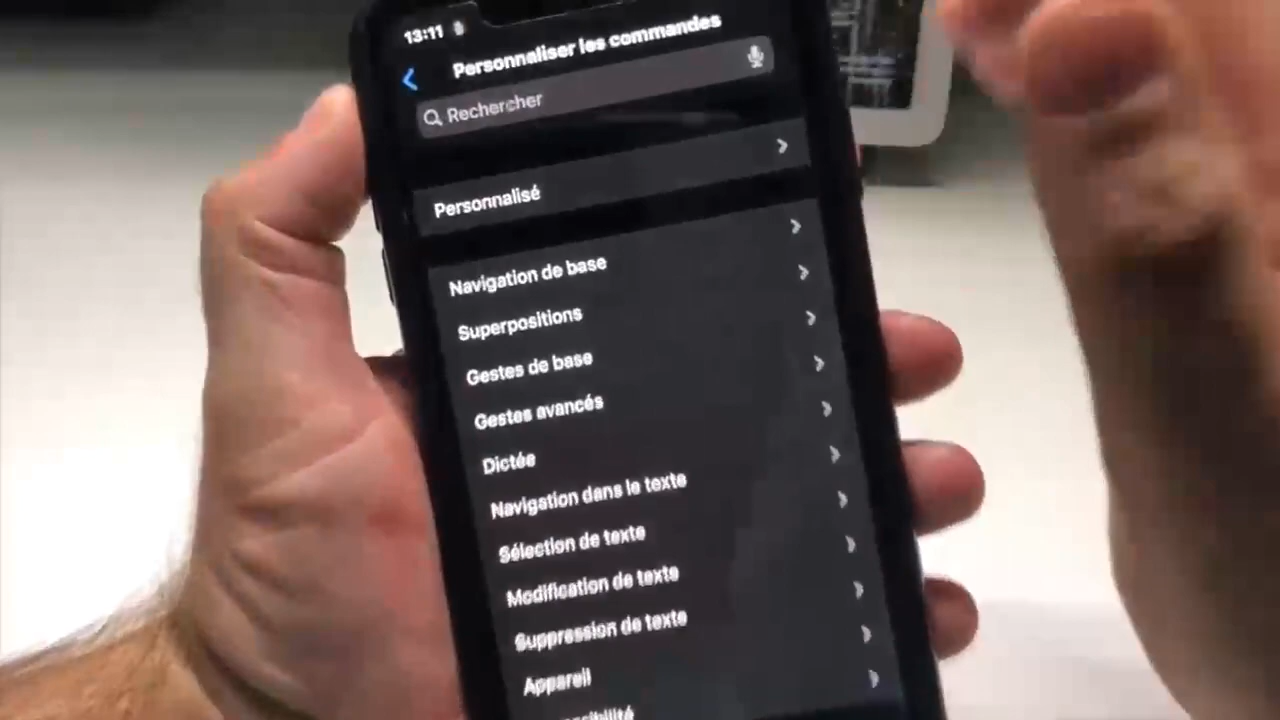 13:11
Personnaliser les commandes
Rechercher
Personnalisé
Navigation de base
Superpositions
Gestes de base
Gestes avancés
Dictée
Navigation dans le texte
Sélection de texte
Modification de texte
Suppression de texte
Appareil